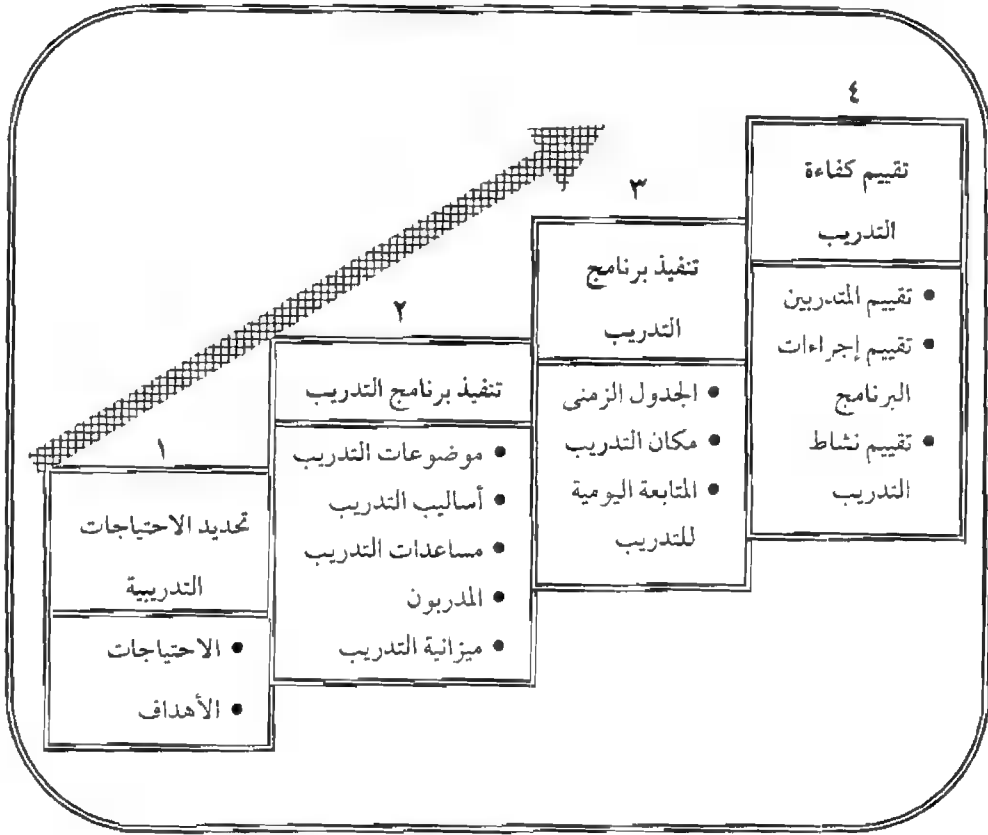 ١
تحديد الاحتياجات
التدريبية
• الاحتياجات
• الأهداف
٢
تنفيذ برنامج التدريب
• موضوعات التدريب
• أساليب التدريب
• مساعدات التدريب
• المدربون
• ميزانية التدريب
٣
تنفيذ برنامج
التدريب
• الجدول الزمنى
• مكان التدريب
• المتابعة اليومية
للتدريب
٤
تقييم كفاءة
التدريب
• تقييم المتدربين
• تقييم إجراءات
البرنامج
• تقييم نشاط
التدريب